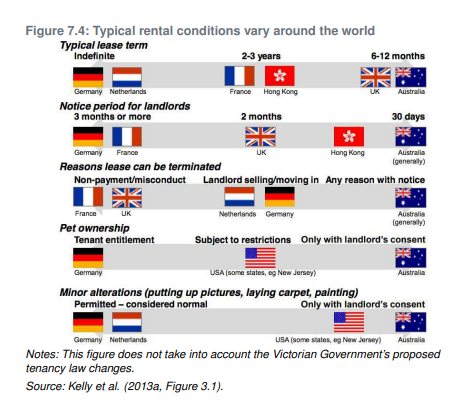 Figure 7.4: Typical rental conditions vary around the world
Typical lease term
Indefinite 2-3 years 6-12 months
Germany Netherlands France Hong Kong UK Australia
Notice period for landlords
3 months or more 2 months 30 days
Germany France UK Hong Kong Australia
(generally)
Reasons lease can be terminated
Non-payment/misconduct Landlord selling/moving in Any reason with notice
France UK Netherlands Germany Australia
(generally)
Pet ownership
Tenant entitlement Subject to restrictions Only with landlord's consent
Germany USA (some states, eg New Jersey) Australia
Minor alterations (putting up pictures, laying carpet, painting)
Permitted – considered normal Only with landlord's consent
Germany Netherlands USA (some states, eg New Jersey) Australia
Notes: This figure does not take into account the Victorian Government's proposed
tenancy law changes.
Source: Kelly et al. (2013a, Figure 3.1).